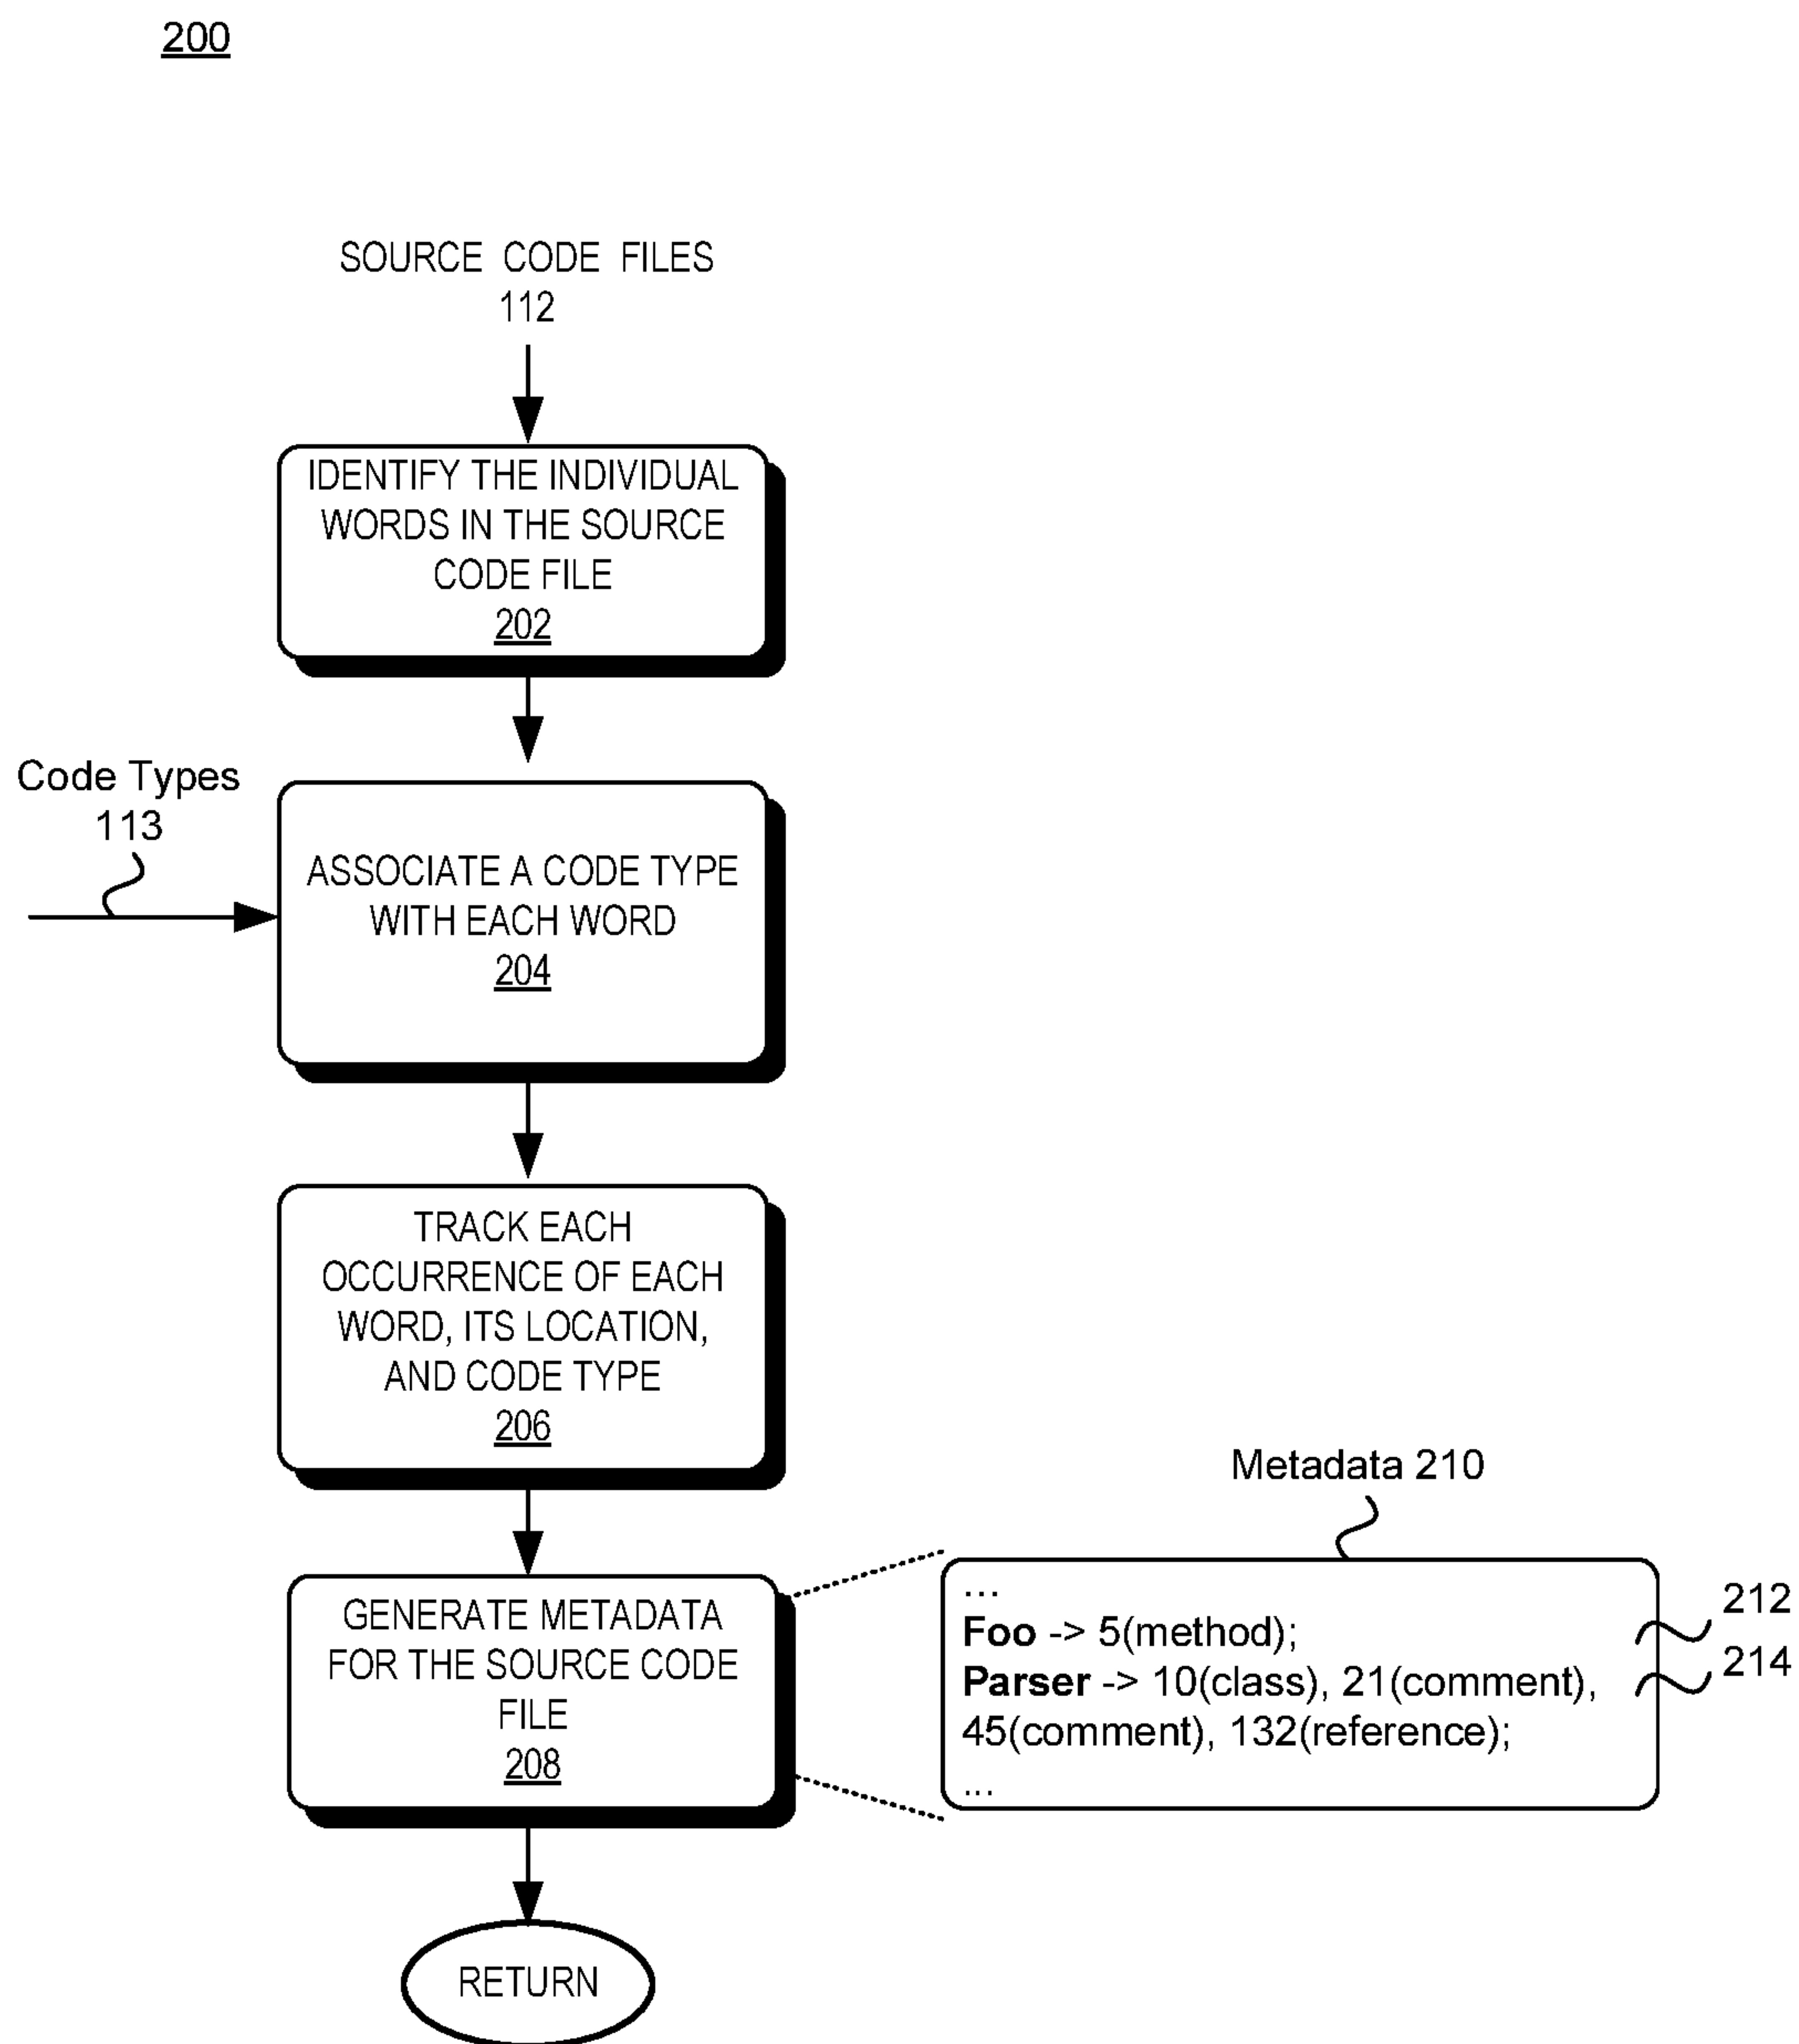 200
SOURCE CODE FILES
112
IDENTIFY THE INDIVIDUAL
WORDS IN THE SOURCE
CODE FILE
202
Code Types
113
ASSOCIATE A CODE TYPE
WITH EACH WORD
204
TRACK EACH
OCCURRENCE OF EACH
WORD, ITS LOCATION,
AND CODE TYPE
206
GENERATE METADATA
FOR THE SOURCE CODE
FILE
208
Metadata 210
...
Foo -> 5(method);
Parser -> 10(class), 21(comment),
45(comment), 132(reference);
...
212
214
RETURN